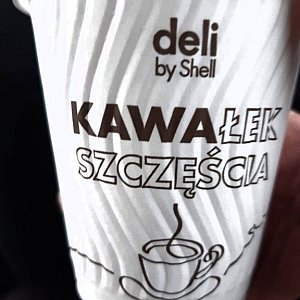 deli
by Shell
KAWAŁEK
SZCZĘŚCIA